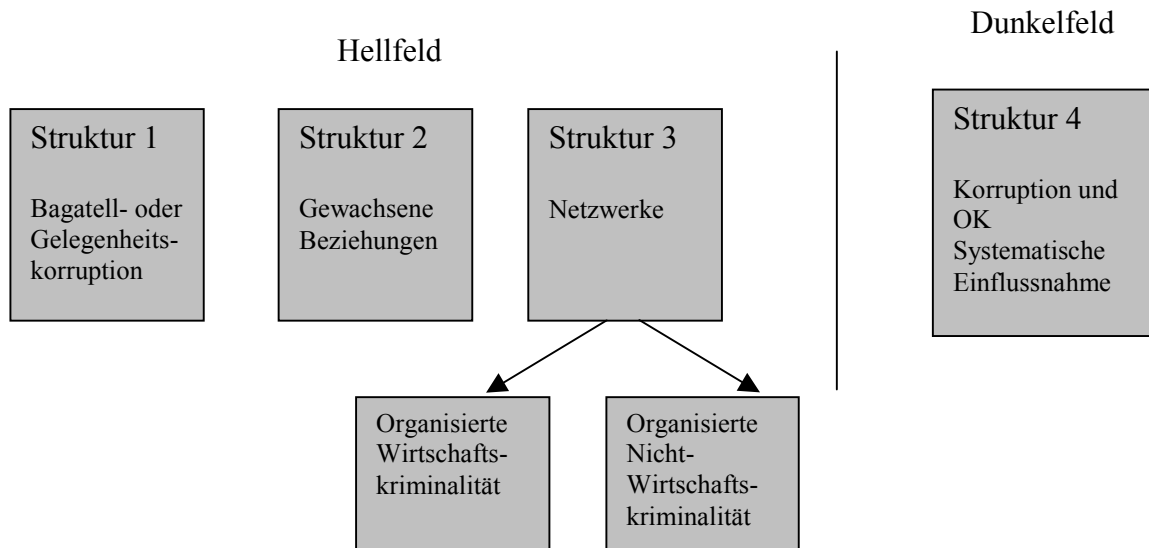 Hellfeld
Dunkelfeld
Struktur 1
Bagatell- oder
Gelegenheits-
korruption
Struktur 2
Gewachsene
Beziehungen
Struktur 3
Netzwerke
Struktur 4
Korruption und
OK
Systematische
Einflussnahme
Organisierte
Wirtschafts-
kriminalität
Organisierte
Nicht-
Wirtschafts-
kriminalität